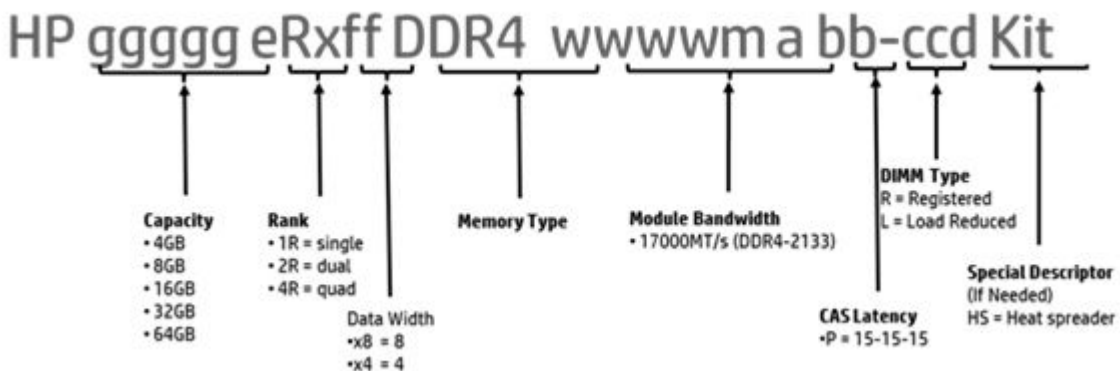 HP ggggg eRxff DDR4 wwwwm a bb-ccd Kit
Capacity
• 4GB
• 8GB
• 16GB
• 32GB
• 64GB
Rank
• 1R = single
• 2R = dual
• 4R = quad
Data Width
•x8 = 8
•x4 = 4
Memory Type
Module Bandwidth
• 17000MT/s (DDR4-2133)
CAS Latency
•P = 15-15-15
DIMM Type
R = Registered
L = Load Reduced
Special Descriptor
(If Needed)
HS = Heat spreader